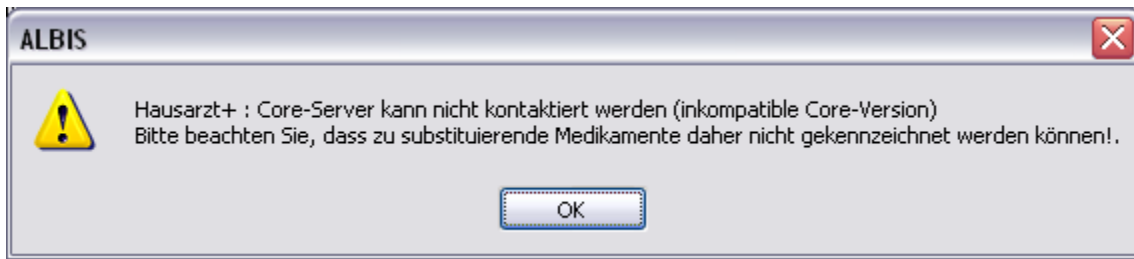 ALBIS
Hausarzt+ : Core-Server kann nicht kontaktiert werden (inkompatible Core-Version)
Bitte beachten Sie, dass zu substituierende Medikamente daher nicht gekennzeichnet werden können!.
OK